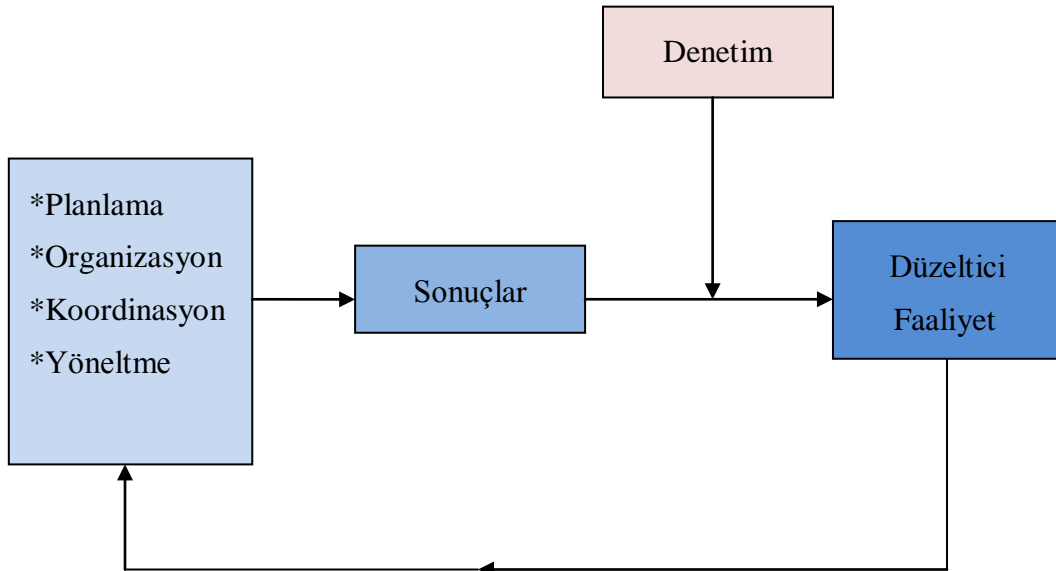 Denetim
*Planlama
*Organizasyon
*Koordinasyon
*Yöneltme
Sonuçlar
Düzeltici
Faaliyet